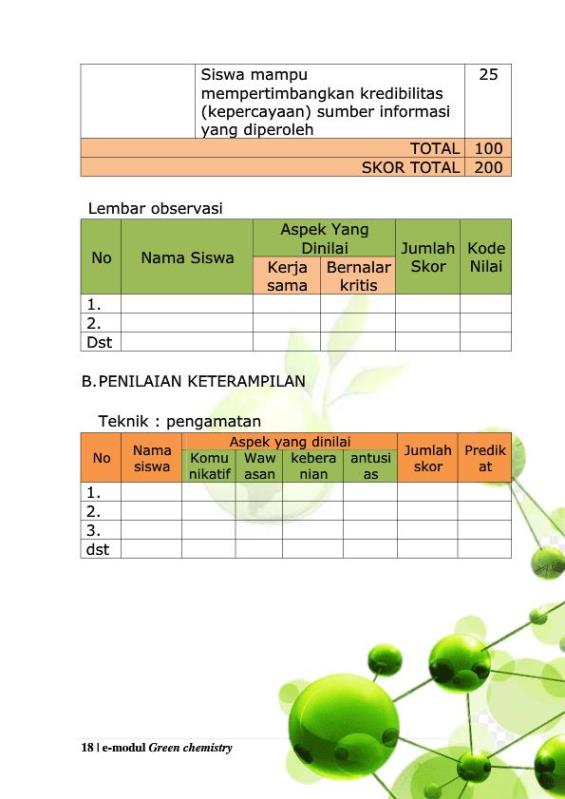 Siswa mampu 25
mempertimbangkan kredibilitas
(kepercayaan) sumber informasi
yang diperoleh
TOTAL 100
SKOR TOTAL 200
Lembar observasi
No Nama Siswa Aspek Yang Dinilai Jumlah Skor Kode Nilai
Kerja sama Bernalar kritis
1.
2.
Dst
B.PENILAIAN KETERAMPILAN
Teknik : pengamatan
No Nama siswa Aspek yang dinilai Jumlah skor Predik at
Komu nikatif Waw asan kebera nian antusi as
1.
2.
3.
dst
18 | e-modul Green chemistry